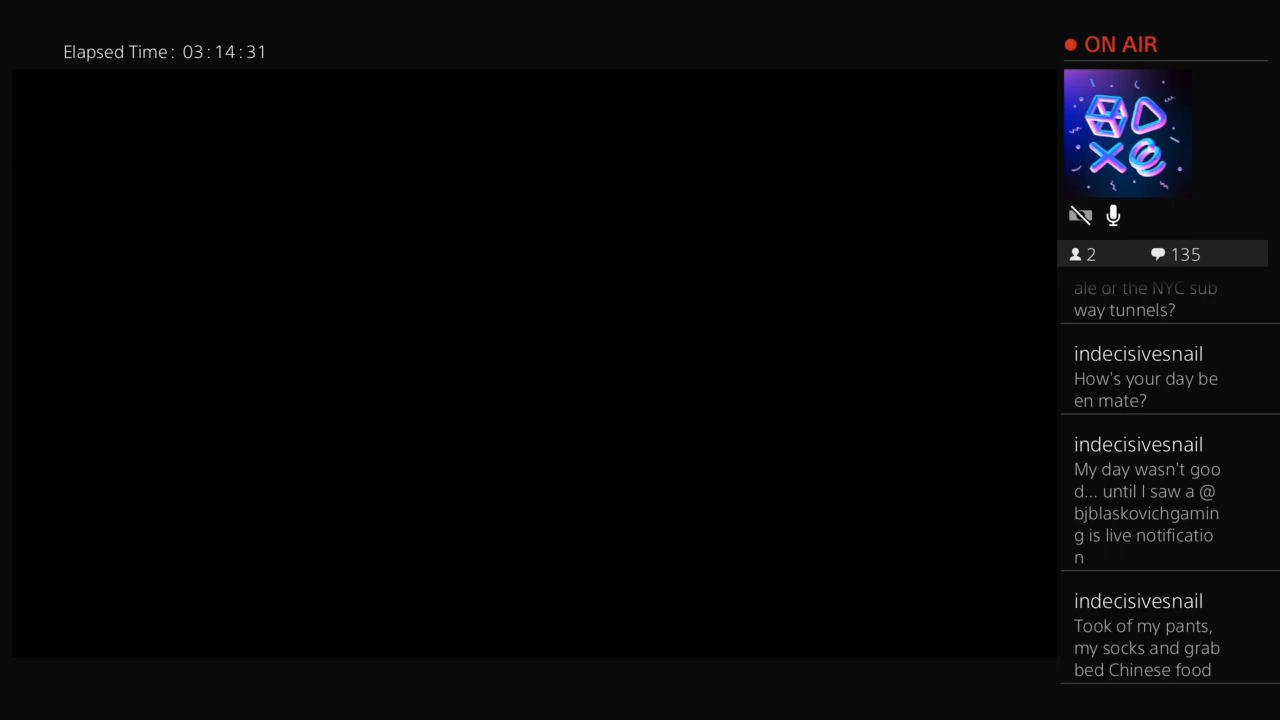 Elapsed Time: 03:14:31
ON AIR
2 135
ale or the NYC sub
way tunnels?
indecisivesnail
How's your day be
en mate?
indecisivesnail
My day wasn't goo
d... until I saw a @
bjblaskovichgamin
g is live notificatio
n
indecisivesnail
Took of my pants,
my socks and grab
bed Chinese food